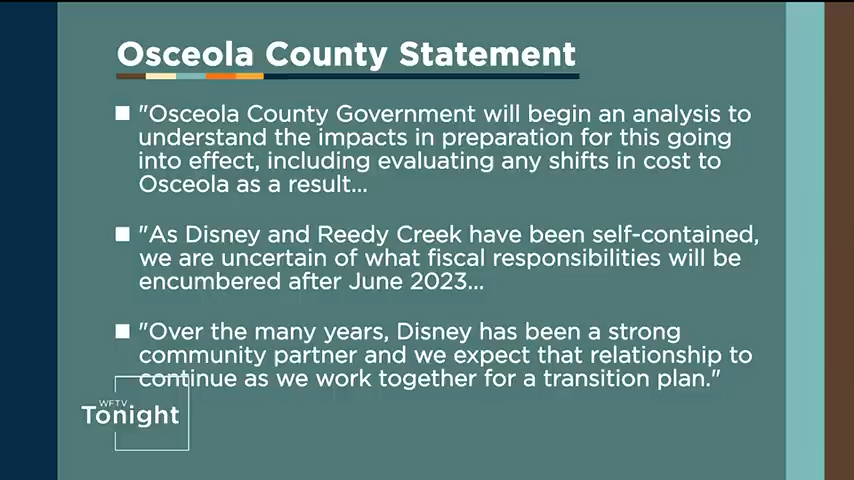 Osceola County Statement
"Osceola County Government will begin an analysis to
understand the impacts in preparation for this going
into effect, including evaluating any shifts in cost to
Osceola as a result...
"As Disney and Reedy Creek have been self-contained,
we are uncertain of what fiscal responsibilities will be
encumbered after June 2023...
"Over the many years, Disney has been a strong
community partner and we expect that relationship to
continue as we work together for a transition plan."
WFTV
Tonight